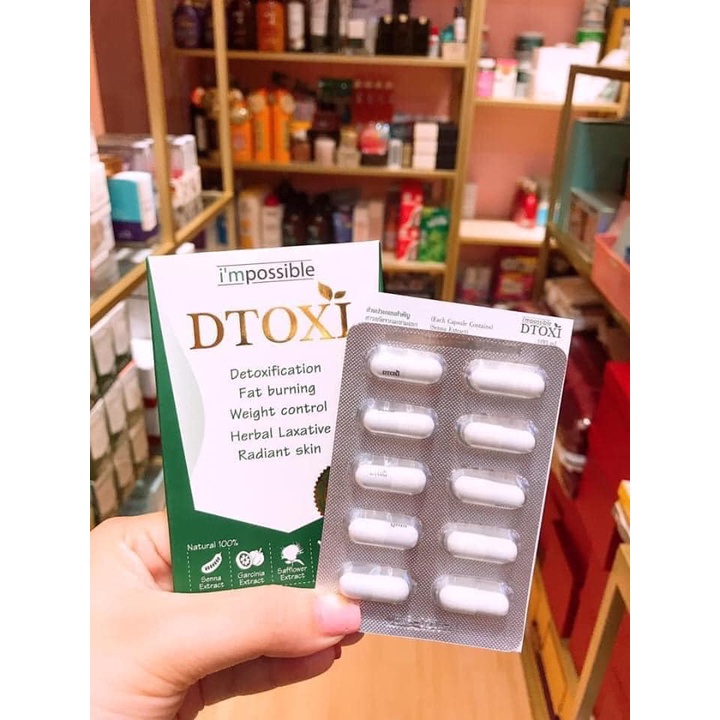 i'mpossible
DTOXI
Detoxification
Fat burning
Weight control
Herbal Laxative
Radiant skin
Natural 100%
Senna
Extract
Garcinia
Extract
Safflower
Extract
(Each Capsule Contains)
(Senna Extract)
i'mpossible
DTOXI